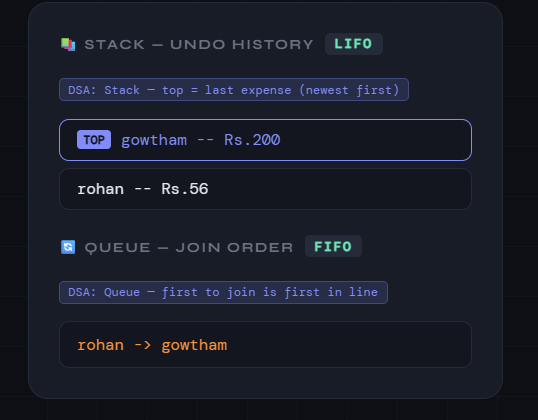 STACK — UNDO HISTORY LIFO
DSA: Stack — top = last expense (newest first)
TOP gowtham -- Rs.200
rohan -- Rs.56
QUEUE — JOIN ORDER FIFO
DSA: Queue — first to join is first in line
rohan -> gowtham